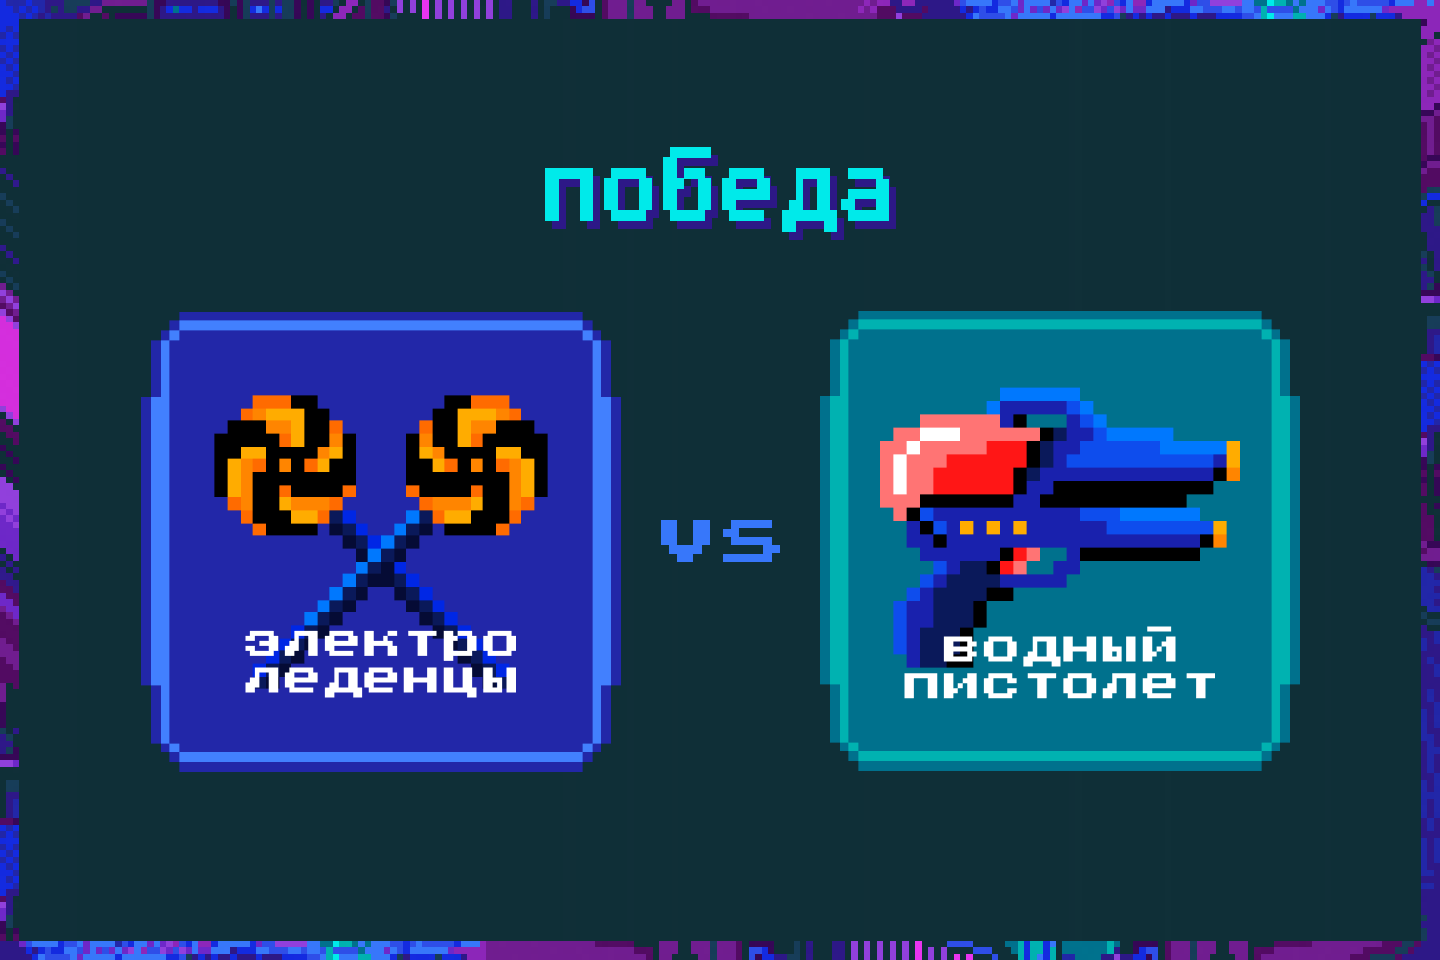 победа
электро
леденцы
vs
водный
пистолет